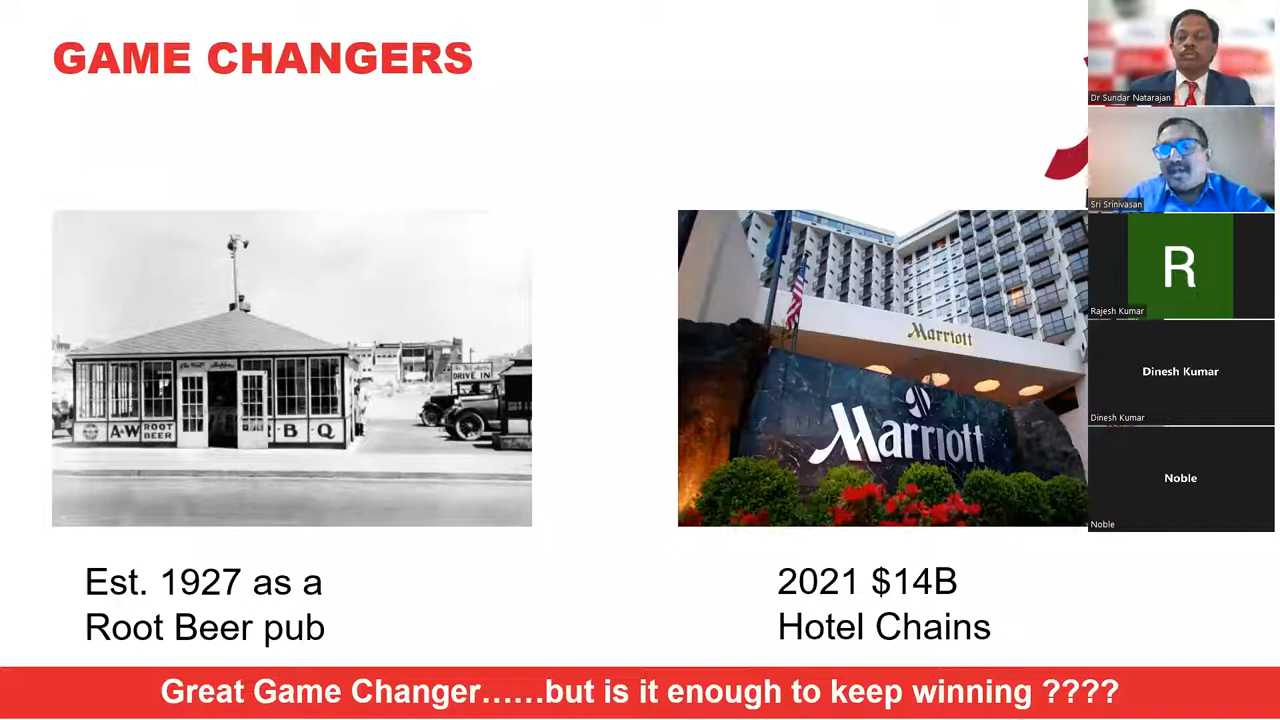 GAME CHANGERS
Dr Sundar Natarajan
Sri Srinivasan
R
Rajesh Kumar
Dinesh Kumar
Dinesh Kumar
Noble
Noble
DRIVE IN
A&W ROOT BEER
B Q
Marriott
Marriott
Est. 1927 as a
Root Beer pub
2021 $14B
Hotel Chains
Great Game Changer……but is it enough to keep winning ????